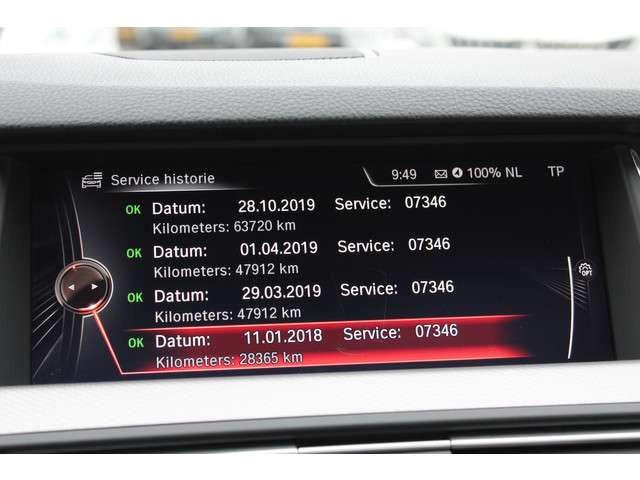 Service historie 9:49 100% NL TP
OK Datum: 28.10.2019 Service: 07346
Kilometers: 63720 km
OK Datum: 01.04.2019 Service: 07346
Kilometers: 47912 km
OK Datum: 29.03.2019 Service: 07346
Kilometers: 47912 km
OK Datum: 11.01.2018 Service: 07346
Kilometers: 28365 km
OPT